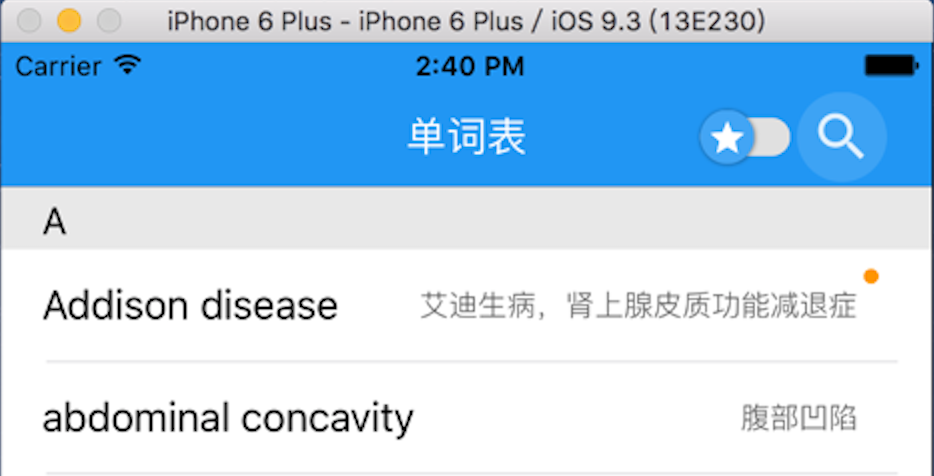 iPhone 6 Plus - iPhone 6 Plus / iOS 9.3 (13E230)
Carrier 2:40 PM
单词表
A
Addison disease 艾迪生病，肾上腺皮质功能减退症
abdominal concavity 腹部凹陷